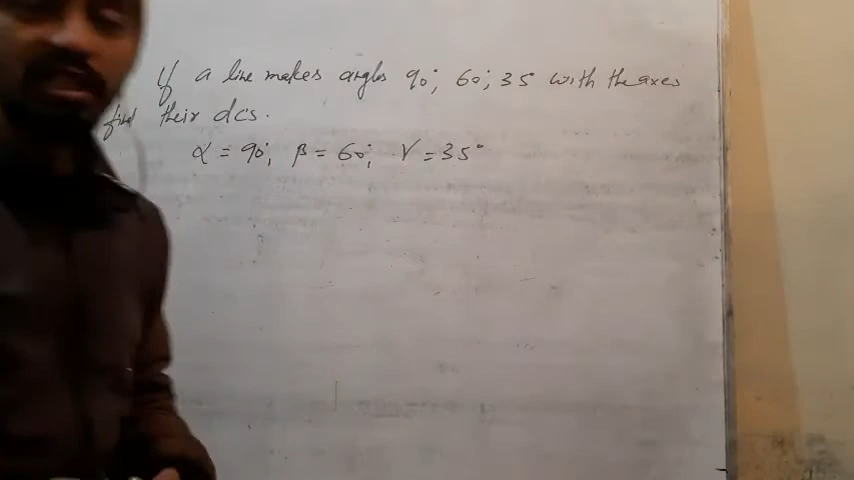 If a line makes angles 90°, 60°, 35° with the axes
find their dcs.
α = 90°, β = 60°, γ = 35°